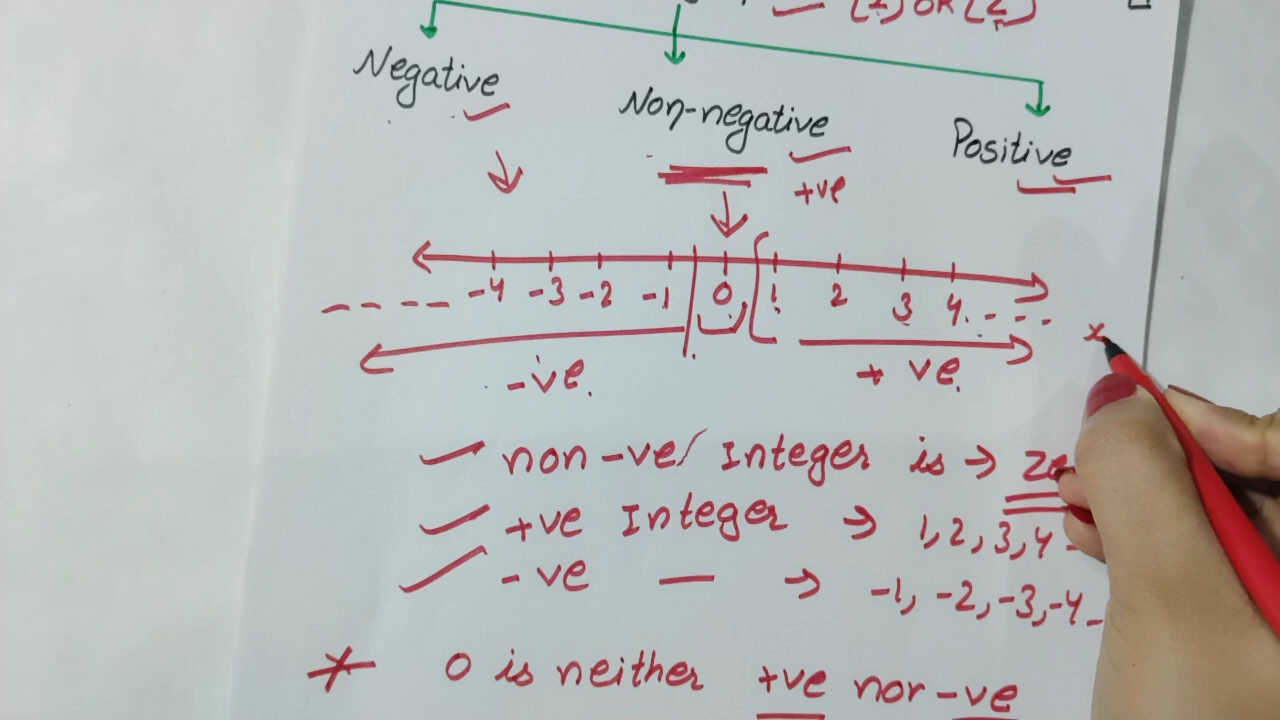 (I) OR (Z)
Negative
Non-negative
Positive
+ve
-4 -3 -2 -1 0 1 2 3 4
-ve.
+ve.
non-ve Integer is →
+ve Integer → 1, 2, 3, 4
-ve — → -1, -2, -3, -4
0 is neither +ve nor -ve